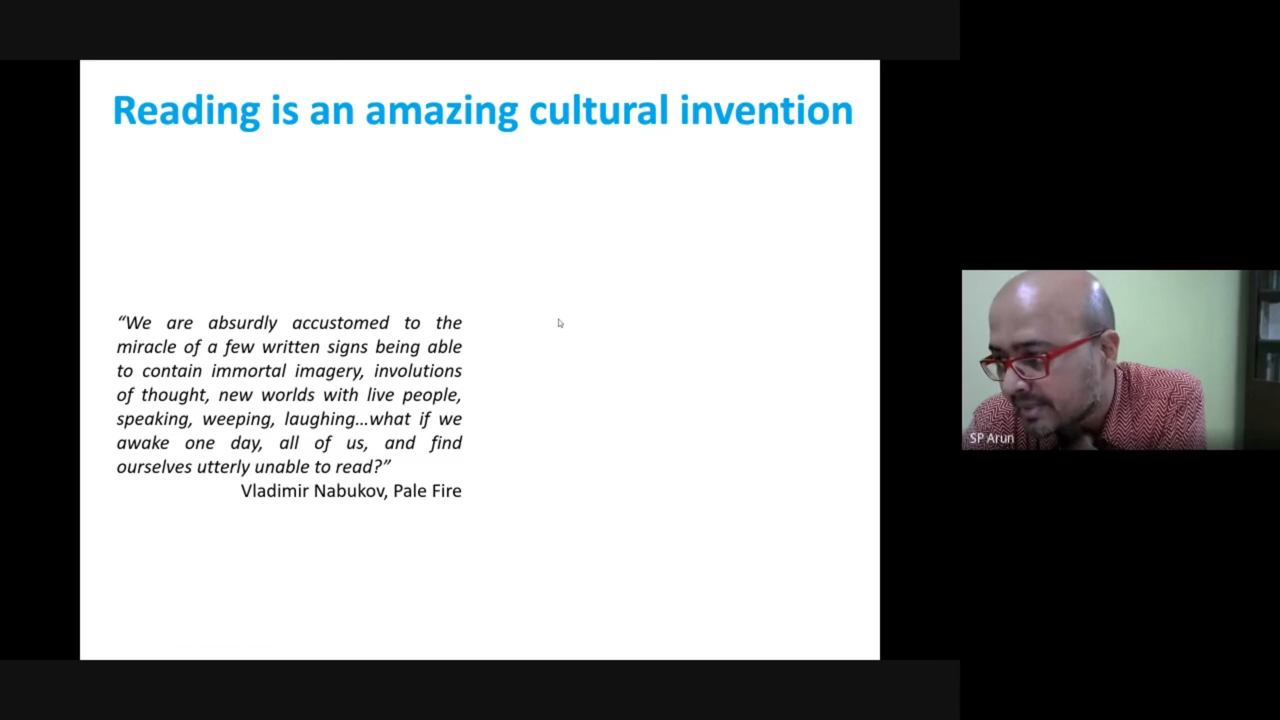 Reading is an amazing cultural invention
“We are absurdly accustomed to the
miracle of a few written signs being able
to contain immortal imagery, involutions
of thought, new worlds with live people,
speaking, weeping, laughing…what if we
awake one day, all of us, and find
ourselves utterly unable to read?”
Vladimir Nabukov, Pale Fire
SP Arun